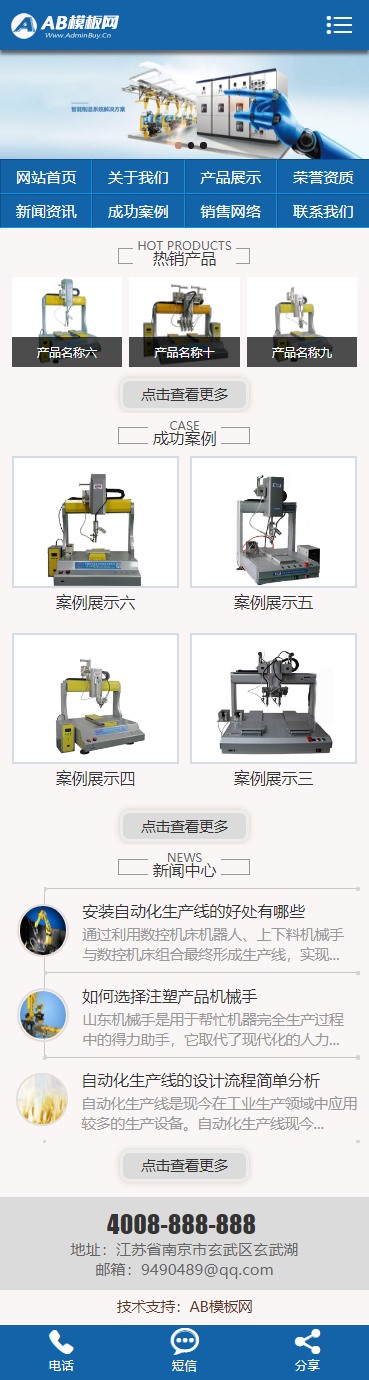 AB模板网
Www.AdminBuy.Cn
智能制造系统解决方案
网站首页 关于我们 产品展示 荣誉资质
新闻资讯 成功案例 销售网络 联系我们
HOT PRODUCTS
热销产品
产品名称六 产品名称十 产品名称九
点击查看更多
CASE
成功案例
案例展示六 案例展示五
案例展示四 案例展示三
点击查看更多
NEWS
新闻中心
安装自动化生产线的好处有哪些
通过利用数控机床机器人、上下料机械手
与数控机床组合最终形成生产线，实现...
如何选择注塑产品机械手
山东机械手是用于帮忙机器完全生产过程
中的得力助手，它取代了现代化的人力...
自动化生产线的设计流程简单分析
自动化生产线是现今在工业生产领域中应用
较多的生产设备。自动化生产线现今...
点击查看更多
4008-888-888
地址：江苏省南京市玄武区玄武湖
邮箱：9490489@qq.com
技术支持：AB模板网
电话 短信 分享